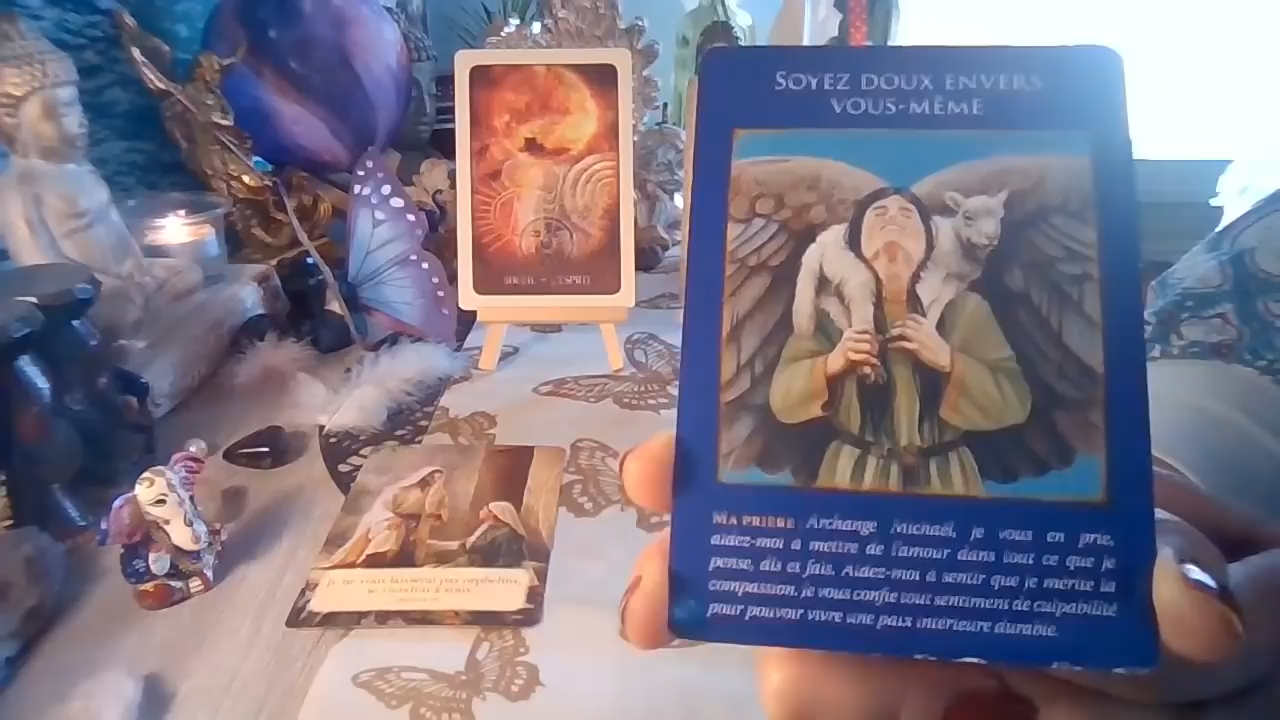 SOLEIL - L'ESPRIT
SOYEZ DOUX ENVERS
VOUS-MÊME
MA PRIÈRE Archange Michaël, je vous en prie,
aidez-moi à mettre de l'amour dans tout ce que je
pense, dis et fais. Aidez-moi à sentir que je mérite la
compassion. Je vous confie tout sentiment de culpabilité
pour pouvoir vivre une paix intérieure durable.
Je ne vous laisserai pas orphelins,
je viendrai à vous.